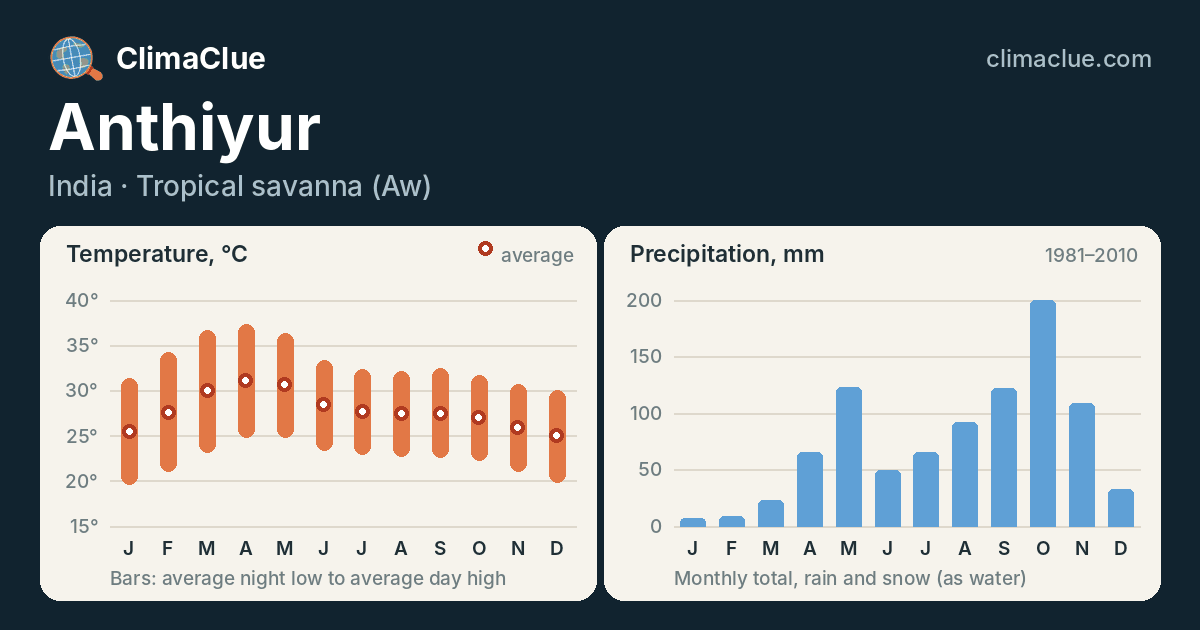 ClimaClue
climaclue.com
Anthiyur
India · Tropical savanna (Aw)
Temperature, °C
average
40°
35°
30°
25°
20°
15°
J F M A M J J A S O N D
Bars: average night low to average day high
Precipitation, mm
1981–2010
200
150
100
50
0
J F M A M J J A S O N D
Monthly total, rain and snow (as water)